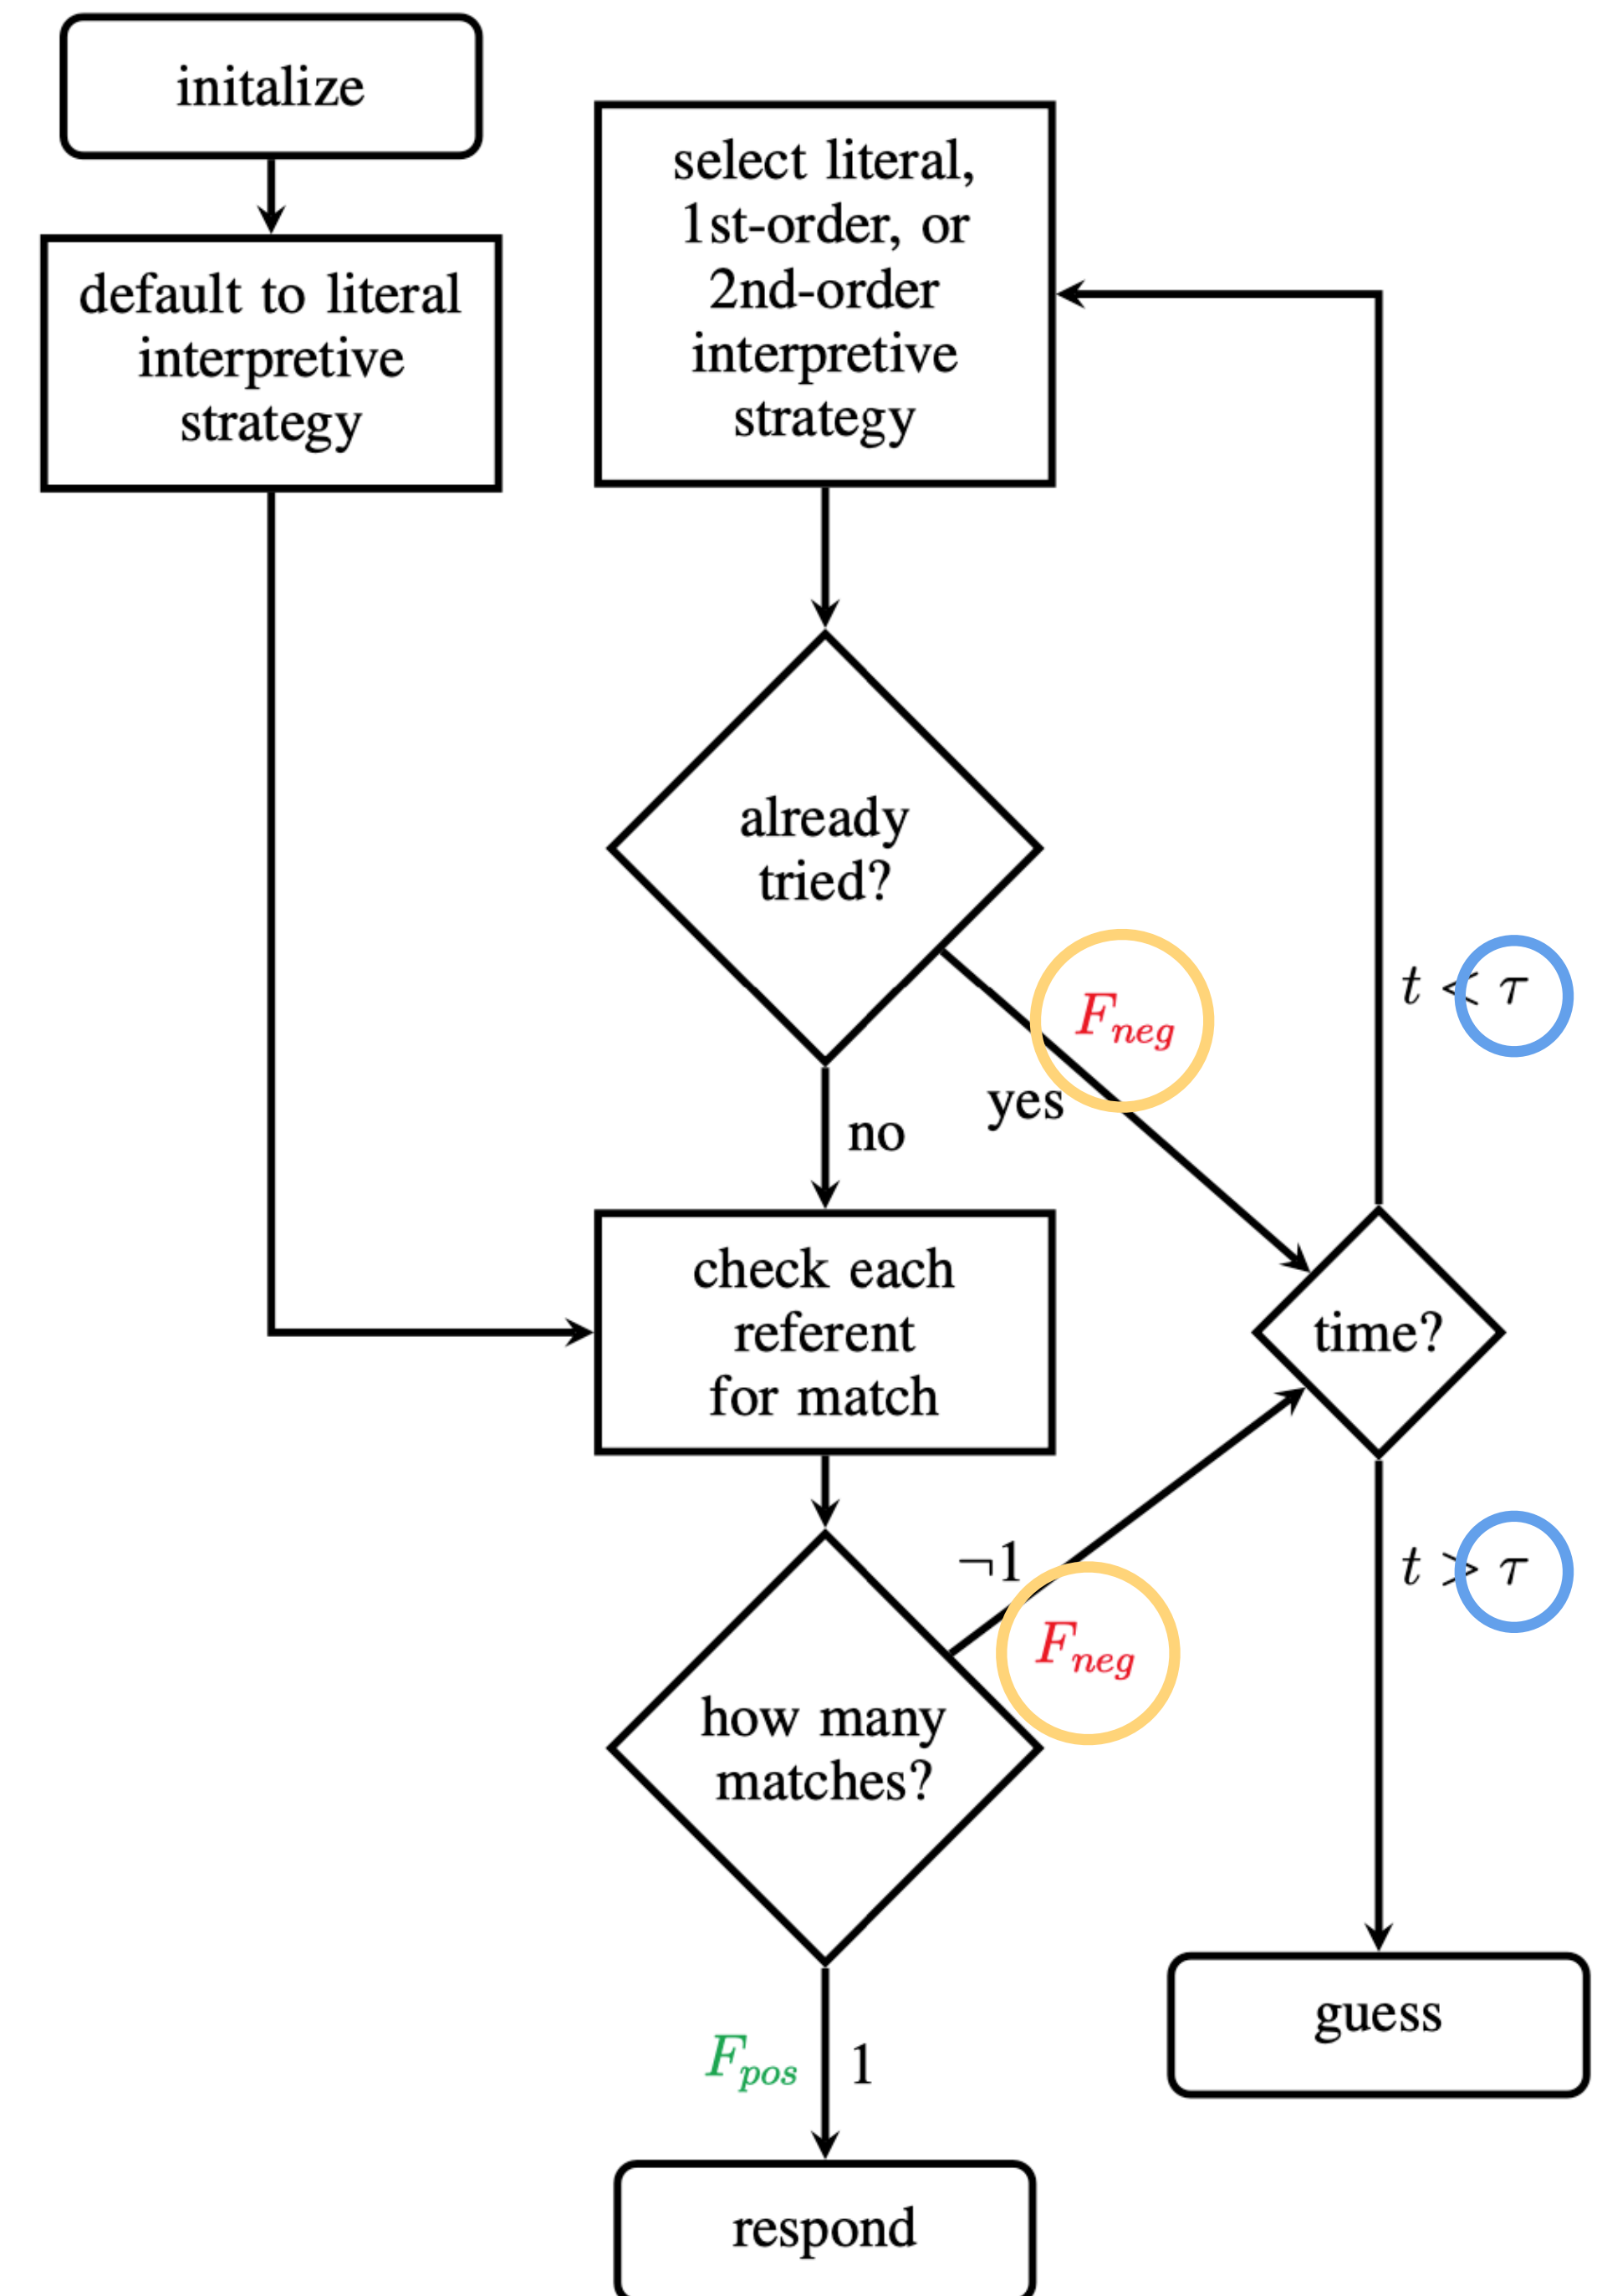 initalize
default to literal
interpretive
strategy
select literal,
1st-order, or
2nd-order
interpretive
strategy
already
tried?
F_neg
yes
no
t < τ
check each
referent
for match
time?
¬1
F_neg
t > τ
how many
matches?
F_pos
1
guess
respond